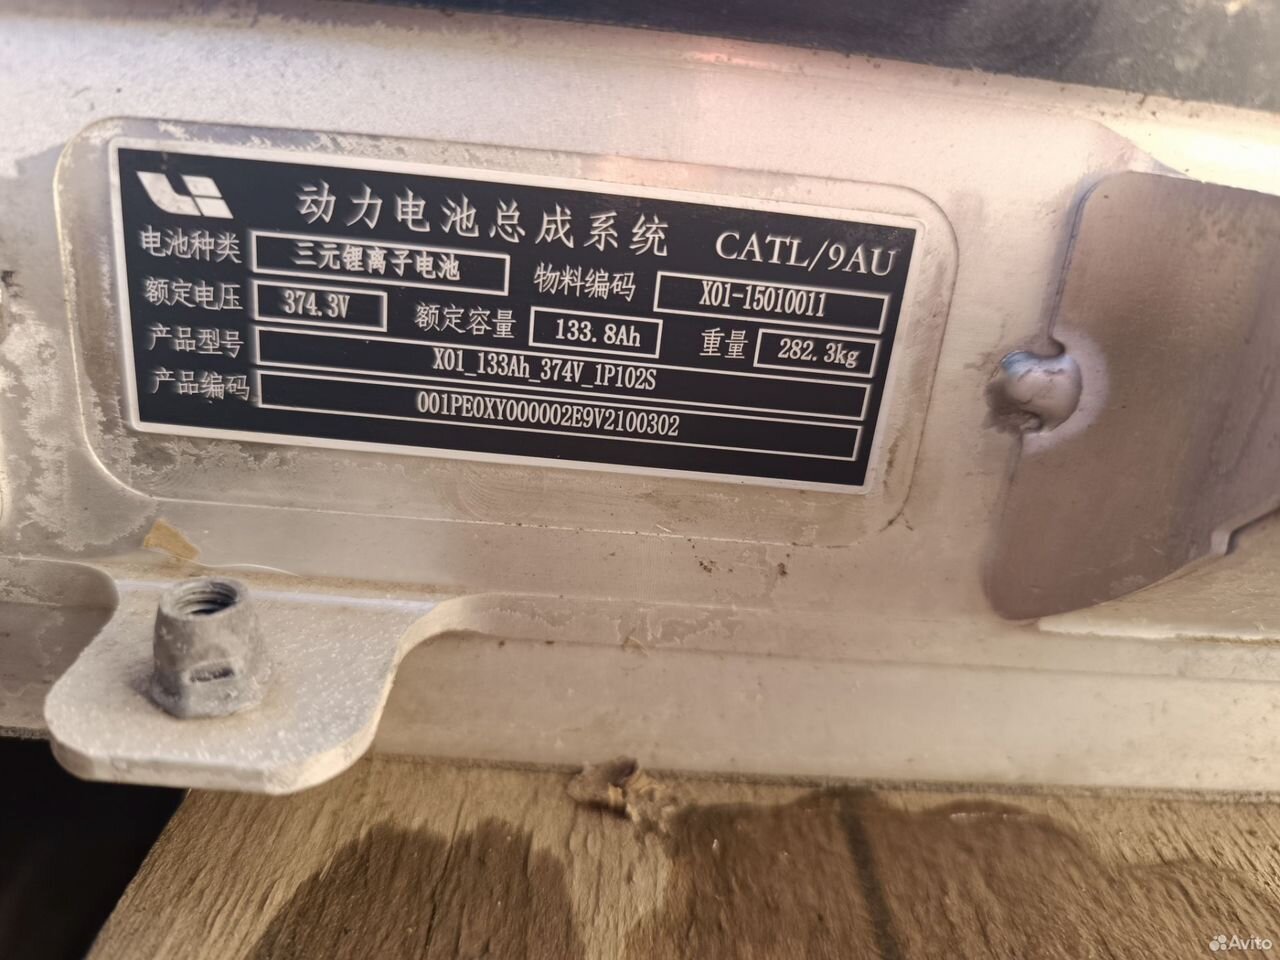 动力电池总成系统 CATL/9AU
电池种类 三元锂离子电池 物料编码 X01-15010011
额定电压 374.3V 额定容量 133.8Ah 重量 282.3kg
产品型号 X01_133Ah_374V_1P102S
产品编码 001PE0XY000002E9V2100302
Avito